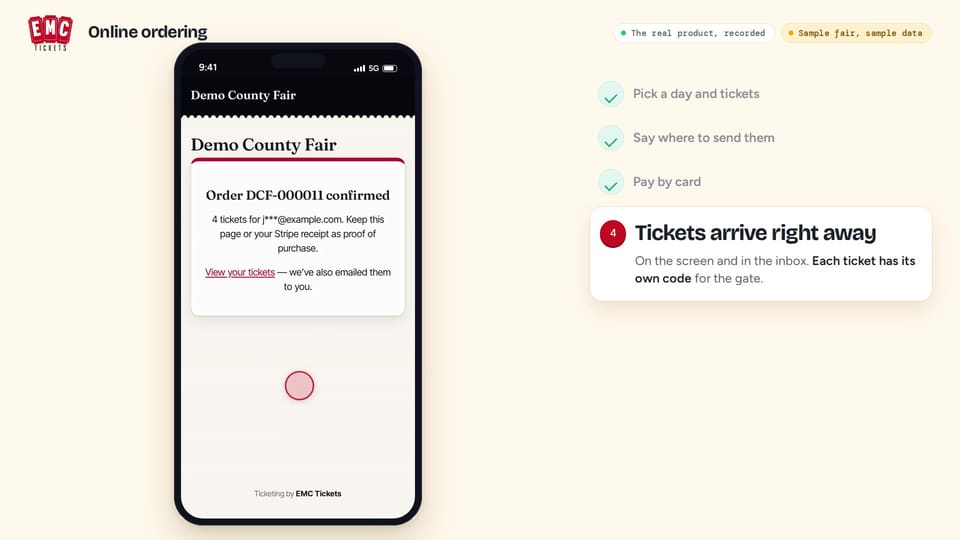 EMC
TICKETS
Online ordering
The real product, recorded
Sample fair, sample data
9:41
5G
Demo County Fair
Demo County Fair
Order DCF-000011 confirmed
4 tickets for j***@example.com. Keep this
page or your Stripe receipt as proof of
purchase.
View your tickets — we've also emailed them
to you.
Ticketing by EMC Tickets
Pick a day and tickets
Say where to send them
Pay by card
4
Tickets arrive right away
On the screen and in the inbox. Each ticket has its
own code for the gate.